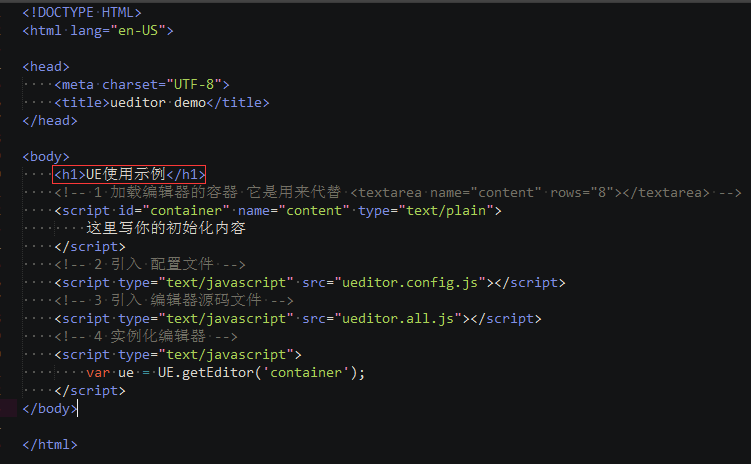 <!DOCTYPE HTML>
<html lang="en-US">
<head>
<meta charset="UTF-8">
<title>ueditor demo</title>
</head>
<body>
<h1>UE使用示例</h1>
<!-- 1 加载编辑器的容器 它是用来代替 <textarea name="content" rows="8"></textarea> -->
<script id="container" name="content" type="text/plain">
这里写你的初始化内容
</script>
<!-- 2 引入 配置文件 -->
<script type="text/javascript" src="ueditor.config.js"></script>
<!-- 3 引入 编辑器源码文件 -->
<script type="text/javascript" src="ueditor.all.js"></script>
<!-- 4 实例化编辑器 -->
<script type="text/javascript">
var ue = UE.getEditor('container');
</script>
</body>
</html>